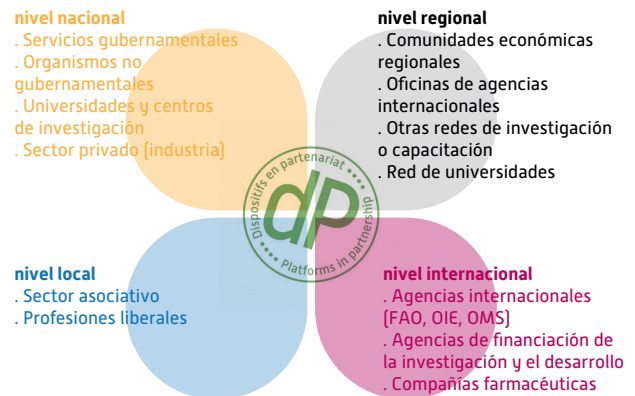 nivel nacional
. Servicios gubernamentales
. Organismos no
gubernamentales
. Universidades y centros
de investigación
. Sector privado (industria)
nivel regional
. Comunidades económicas
regionales
. Oficinas de agencias
internacionales
. Otras redes de investigación
o capacitación
. Red de universidades
Dispositifs en partenariat
dP
Platforms in partnership
nivel local
. Sector asociativo
. Profesiones liberales
nivel internacional
. Agencias internacionales
(FAO, OIE, OMS)
. Agencias de financiación de
la investigación y el desarrollo
. Compañías farmacéuticas